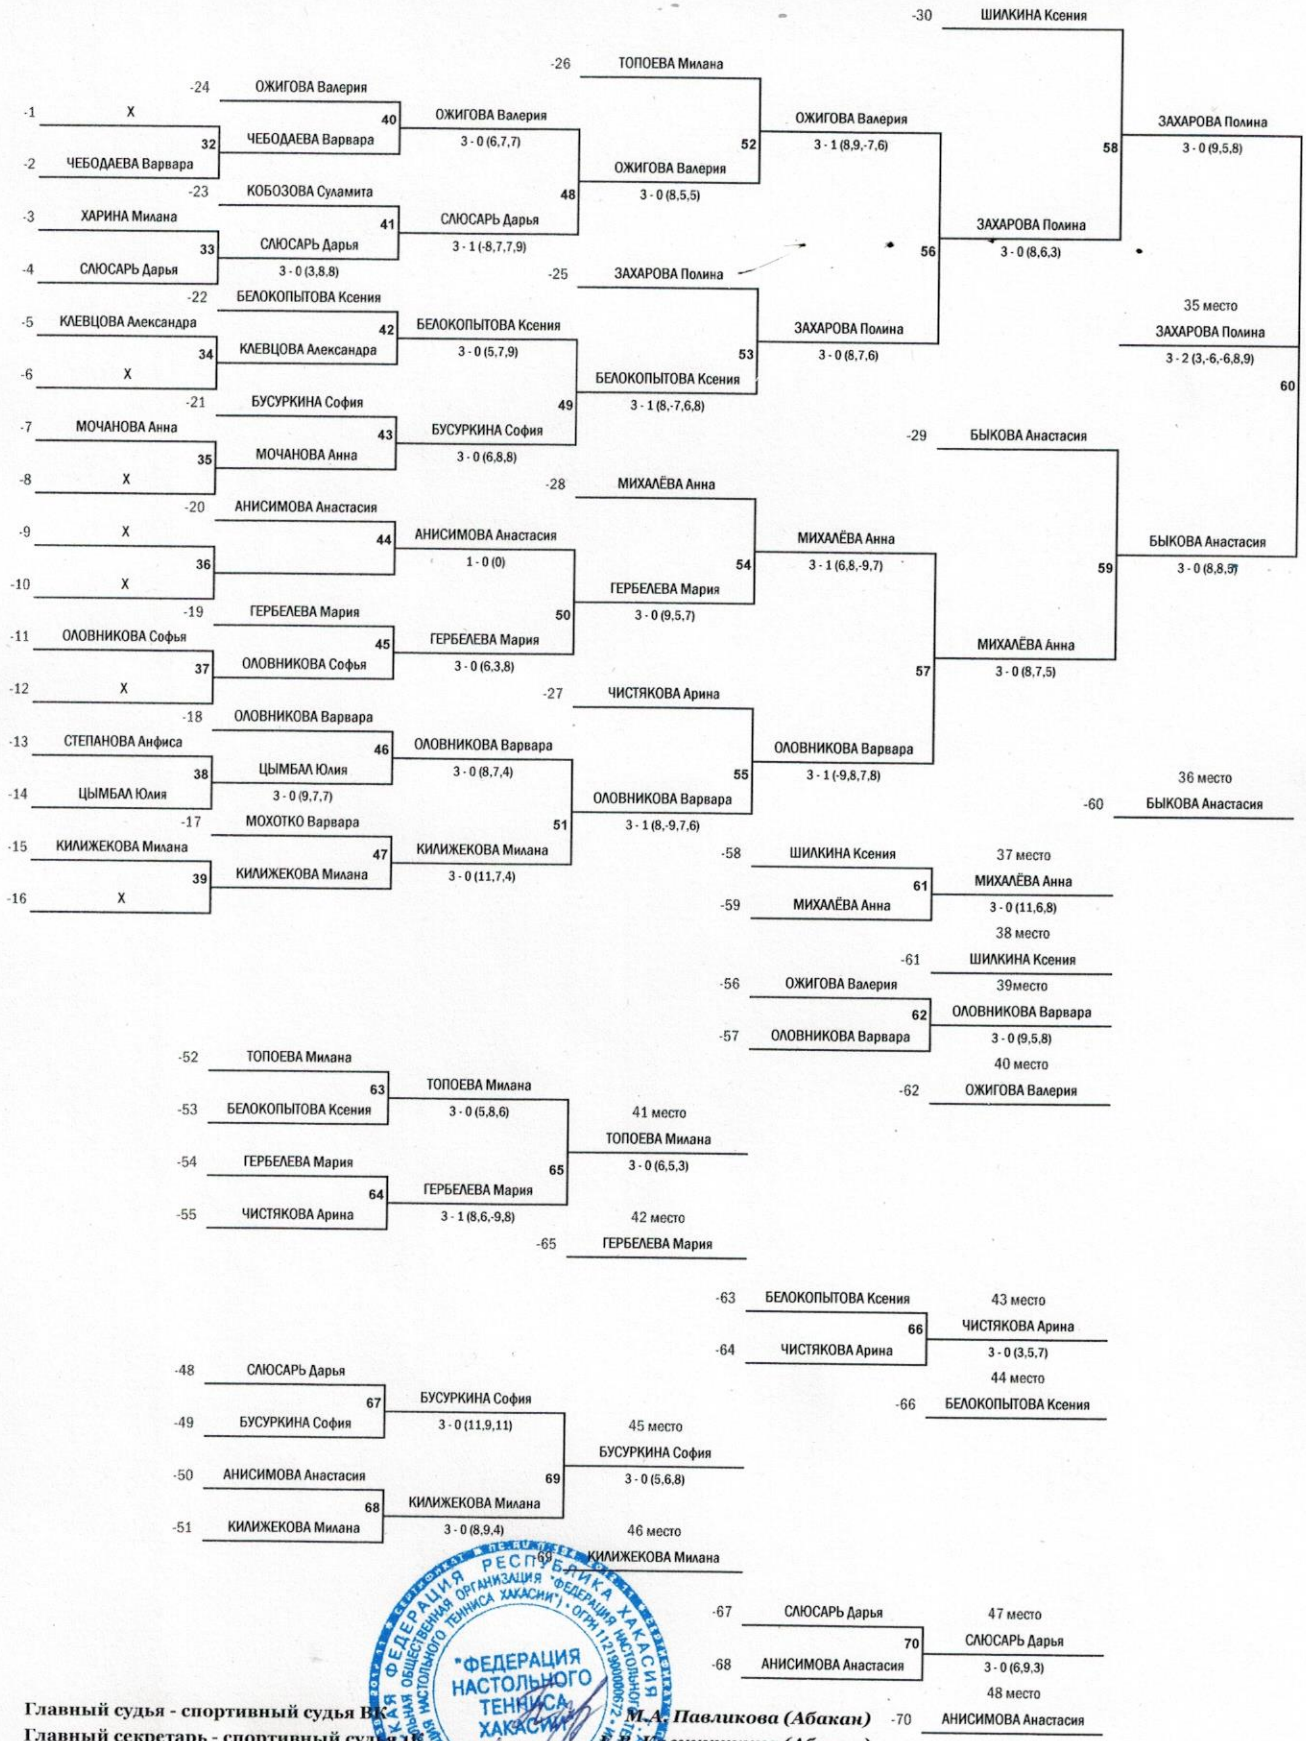 -30 ШИЛКИНА Ксения
-26 ТОПОЕВА Милана
-24 ОЖИГОВА Валерия
-1 X
40
ОЖИГОВА Валерия
3 - 0 (6,7,7)
ОЖИГОВА Валерия
3 - 1 (8,9,-7,6)
ЗАХАРОВА Полина
3 - 0 (9,5,8)
32
ЧЕБОДАЕВА Варвара
52
58
-2 ЧЕБОДАЕВА Варвара
ОЖИГОВА Валерия
3 - 0 (8,5,5)
-23 КОБОЗОВА Суламита
48
-3 ХАРИНА Милана
41
СЛЮСАРЬ Дарья
3 - 1 (-8,7,7,9)
ЗАХАРОВА Полина
3 - 0 (8,6,3)
33
СЛЮСАРЬ Дарья
3 - 0 (3,8,8)
56
-4 СЛЮСАРЬ Дарья
-25 ЗАХАРОВА Полина
-22 БЕЛОКОПЫТОВА Ксения
35 место
ЗАХАРОВА Полина
3 - 2 (3,-6,-6,8,9)
-5 КЛЕВЦОВА Александра
42
БЕЛОКОПЫТОВА Ксения
3 - 0 (5,7,9)
ЗАХАРОВА Полина
3 - 0 (8,7,6)
34
КЛЕВЦОВА Александра
53
-6 X
БЕЛОКОПЫТОВА Ксения
3 - 1 (8,-7,6,8)
60
-21 БУСУРКИНА София
49
-7 МОЧАНОВА Анна
43
БУСУРКИНА София
3 - 0 (6,8,8)
-29 БЫКОВА Анастасия
35
МОЧАНОВА Анна
-8 X
-28 МИХАЛЁВА Анна
-20 АНИСИМОВА Анастасия
-9 X
44
АНИСИМОВА Анастасия
1 - 0 (0)
МИХАЛЁВА Анна
3 - 1 (6,8,-9,7)
БЫКОВА Анастасия
3 - 0 (8,8,5)
36
54
59
-10 X
ГЕРБЕЛЕВА Мария
3 - 0 (9,5,7)
-19 ГЕРБЕЛЕВА Мария
50
-11 ОЛОВНИКОВА Софья
45
ГЕРБЕЛЕВА Мария
3 - 0 (6,3,8)
МИХАЛЁВА Анна
3 - 0 (8,7,5)
37
ОЛОВНИКОВА Софья
57
-12 X
-27 ЧИСТЯКОВА Арина
-18 ОЛОВНИКОВА Варвара
-13 СТЕПАНОВА Анфиса
46
ОЛОВНИКОВА Варвара
3 - 0 (8,7,4)
ОЛОВНИКОВА Варвара
3 - 1 (-9,8,7,8)
38
ЦЫМБАЛ Юлия
3 - 0 (9,7,7)
55
36 место
-14 ЦЫМБАЛ Юлия
ОЛОВНИКОВА Варвара
3 - 1 (8,-9,7,6)
-60 БЫКОВА Анастасия
-17 МОХОТКО Варвара
51
-15 КИЛИЖЕКОВА Милана
47
КИЛИЖЕКОВА Милана
3 - 0 (11,7,4)
39
КИЛИЖЕКОВА Милана
-16 X
-58 ШИЛКИНА Ксения
37 место
61
МИХАЛЁВА Анна
3 - 0 (11,6,8)
-59 МИХАЛЁВА Анна
38 место
-61 ШИЛКИНА Ксения
-56 ОЖИГОВА Валерия
39место
62
ОЛОВНИКОВА Варвара
3 - 0 (9,5,8)
-57 ОЛОВНИКОВА Варвара
40 место
-62 ОЖИГОВА Валерия
-52 ТОПОЕВА Милана
63
ТОПОЕВА Милана
3 - 0 (5,8,6)
-53 БЕЛОКОПЫТОВА Ксения
41 место
ТОПОЕВА Милана
3 - 0 (6,5,3)
-54 ГЕРБЕЛЕВА Мария
65
64
ГЕРБЕЛЕВА Мария
3 - 1 (8,6,-9,8)
-55 ЧИСТЯКОВА Арина
42 место
-65 ГЕРБЕЛЕВА Мария
-63 БЕЛОКОПЫТОВА Ксения
43 место
66
ЧИСТЯКОВА Арина
3 - 0 (3,5,7)
-64 ЧИСТЯКОВА Арина
44 место
-66 БЕЛОКОПЫТОВА Ксения
-48 СЛЮСАРЬ Дарья
67
БУСУРКИНА София
3 - 0 (11,9,11)
-49 БУСУРКИНА София
45 место
БУСУРКИНА София
3 - 0 (5,6,8)
-50 АНИСИМОВА Анастасия
69
68
КИЛИЖЕКОВА Милана
3 - 0 (8,9,4)
-51 КИЛИЖЕКОВА Милана
46 место
-69 КИЛИЖЕКОВА Милана
-67 СЛЮСАРЬ Дарья
47 место
70
СЛЮСАРЬ Дарья
3 - 0 (6,9,3)
-68 АНИСИМОВА Анастасия
48 место
-70 АНИСИМОВА Анастасия
ФЕДЕРАЦИЯ РЕСПУБЛИКА ХАКАСИЯ
ОБЩЕСТВЕННАЯ ОРГАНИЗАЦИЯ "ФЕДЕРАЦИЯ НАСТОЛЬНОГО
НАСТОЛЬНОГО ТЕННИСА ХАКАСИИ") • ОГРН 1121900000672 •
"ФЕДЕРАЦИЯ
НАСТОЛЬНОГО
ТЕННИСА
ХАКАСИИ"
Главный судья - спортивный судья ВК
М.А. Павликова (Абакан)
Главный секретарь - спортивный судья